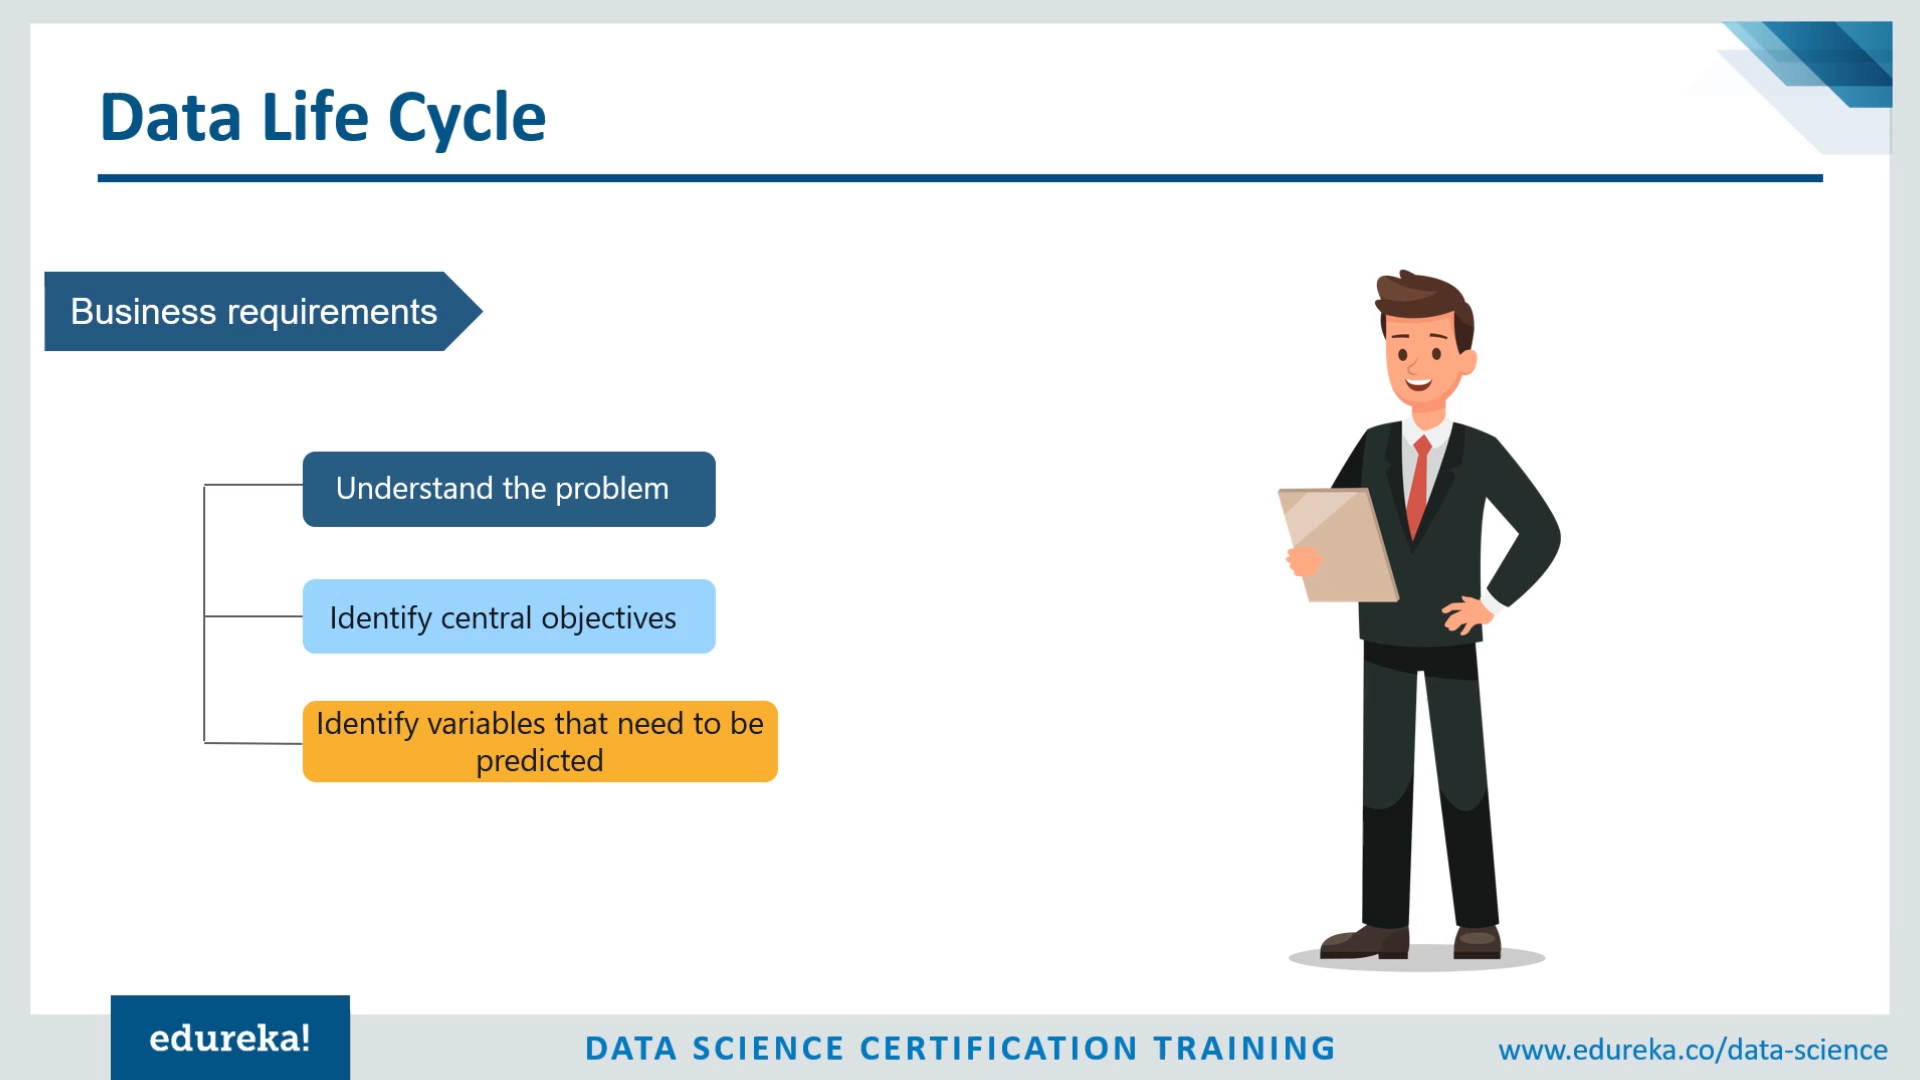 Data Life Cycle
Business requirements
Understand the problem
Identify central objectives
Identify variables that need to be
predicted
edureka!
DATA SCIENCE CERTIFICATION TRAINING
www.edureka.co/data-science